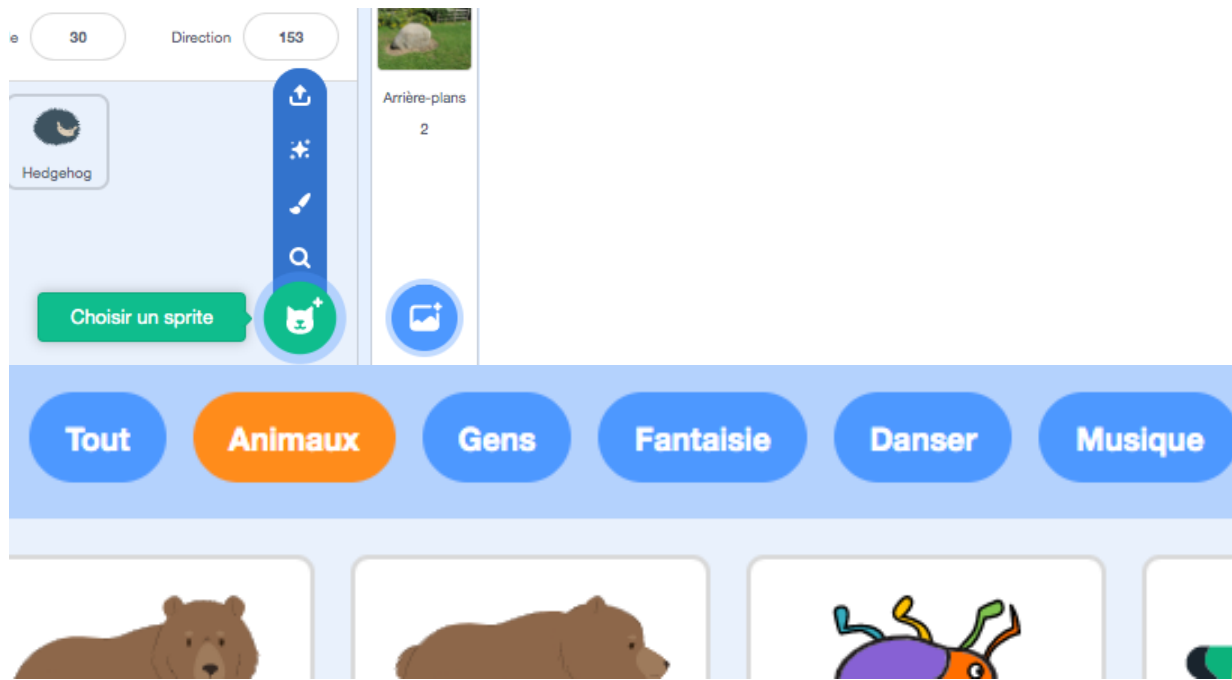 e 30 Direction 153
Arrière-plans
2
Hedgehog
Choisir un sprite
Tout Animaux Gens Fantaisie Danser Musique